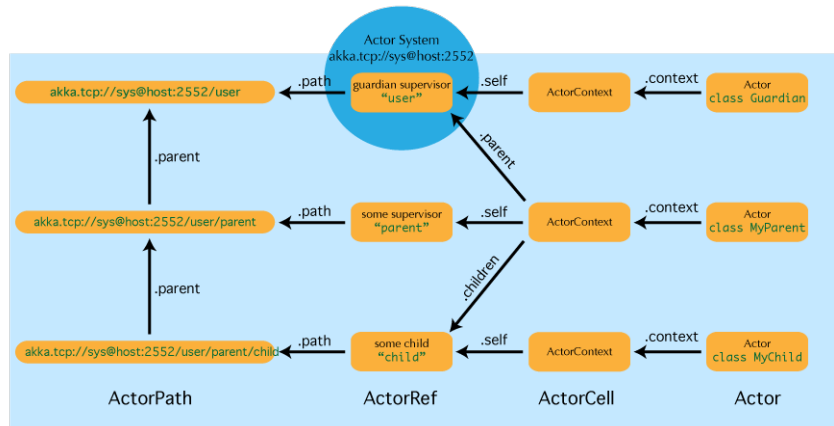 Actor System
akka.tcp://sys@host:2552
akka.tcp://sys@host:2552/user
.path
guardian supervisor
“user”
.self
ActorContext
.context
Actor
class Guardian
.parent
.parent
akka.tcp://sys@host:2552/user/parent
.path
some supervisor
“parent”
.self
ActorContext
.context
Actor
class MyParent
.parent
.children
akka.tcp://sys@host:2552/user/parent/child
.path
some child
“child”
.self
ActorContext
.context
Actor
class MyChild
ActorPath
ActorRef
ActorCell
Actor